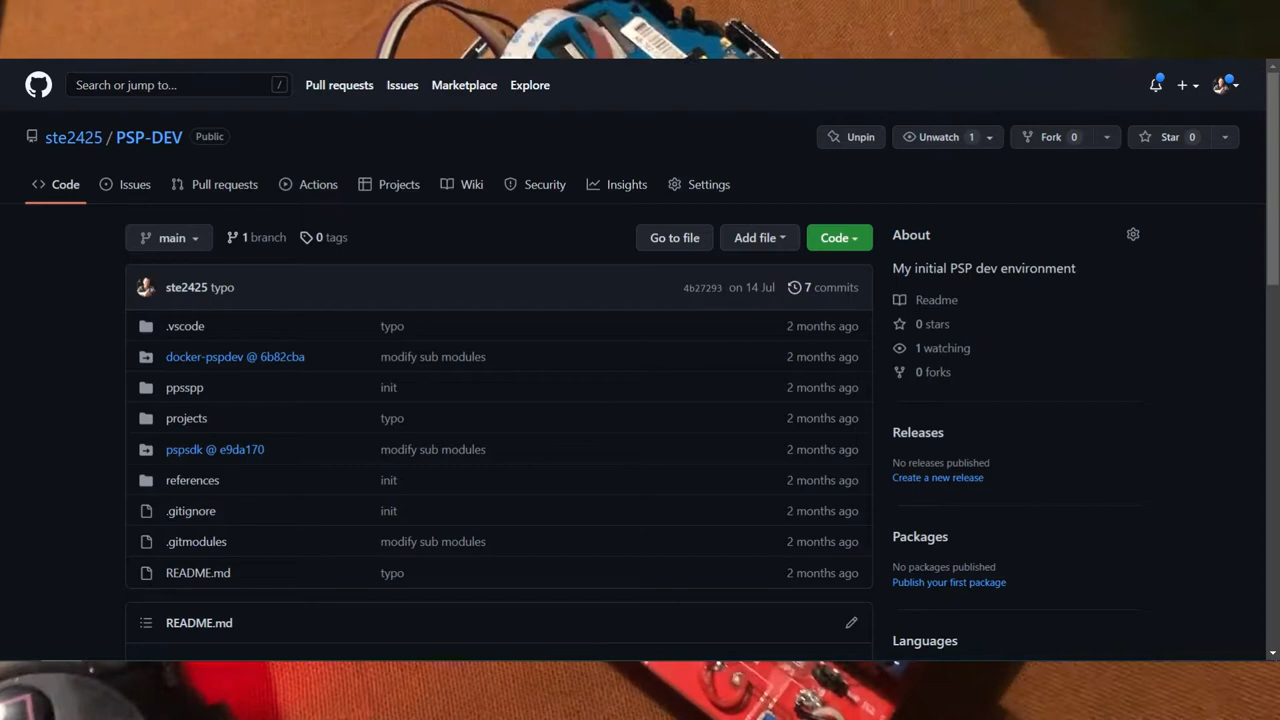 Search or jump to... /
Pull requests Issues Marketplace Explore
ste2425 / PSP-DEV Public
Unpin Unwatch 1 Fork 0 Star 0
Code Issues Pull requests Actions Projects Wiki Security Insights Settings
main 1 branch 0 tags Go to file Add file Code
ste2425 typo 4b27293 on 14 Jul 7 commits
.vscode typo 2 months ago
docker-pspdev @ 6b82cba modify sub modules 2 months ago
ppsspp init 2 months ago
projects typo 2 months ago
pspsdk @ e9da170 modify sub modules 2 months ago
references init 2 months ago
.gitignore init 2 months ago
.gitmodules modify sub modules 2 months ago
README.md typo 2 months ago
README.md
About
My initial PSP dev environment
Readme
0 stars
1 watching
0 forks
Releases
No releases published
Create a new release
Packages
No packages published
Publish your first package
Languages